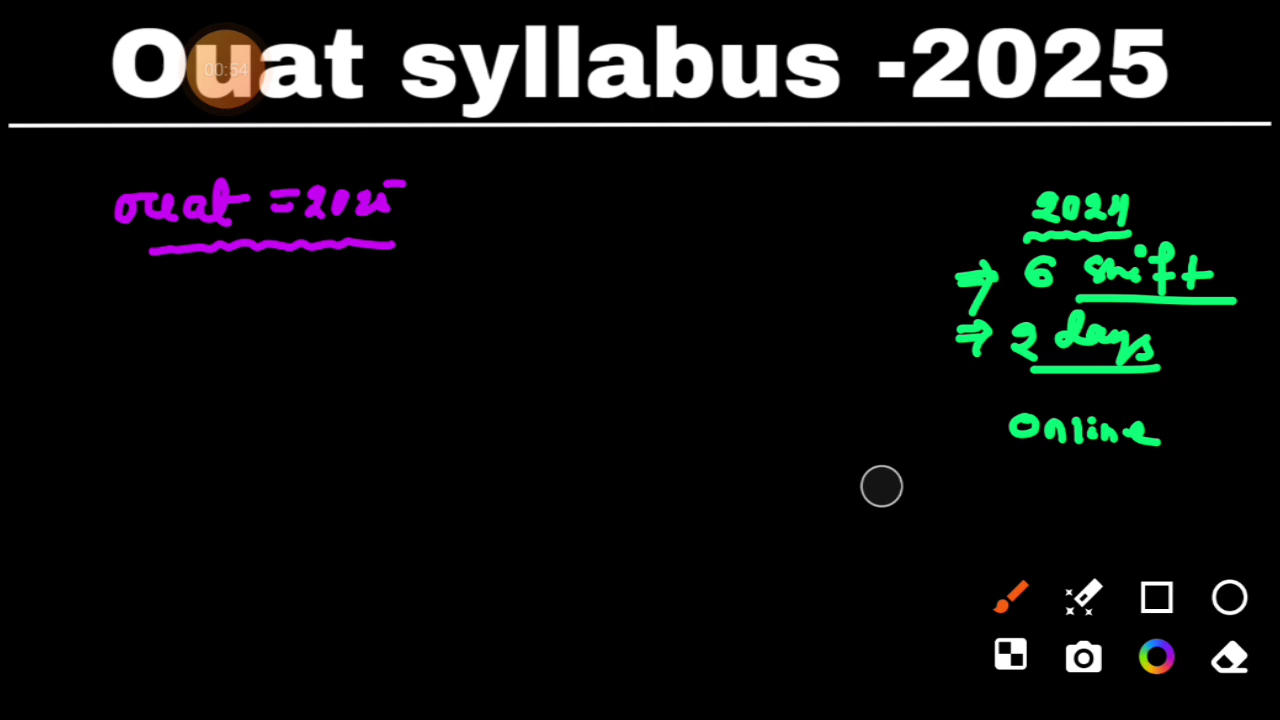 Ouat syllabus -2025
00:54
ouat =2025
2024
⇒ 6 shift
⇒ 2 days
Online